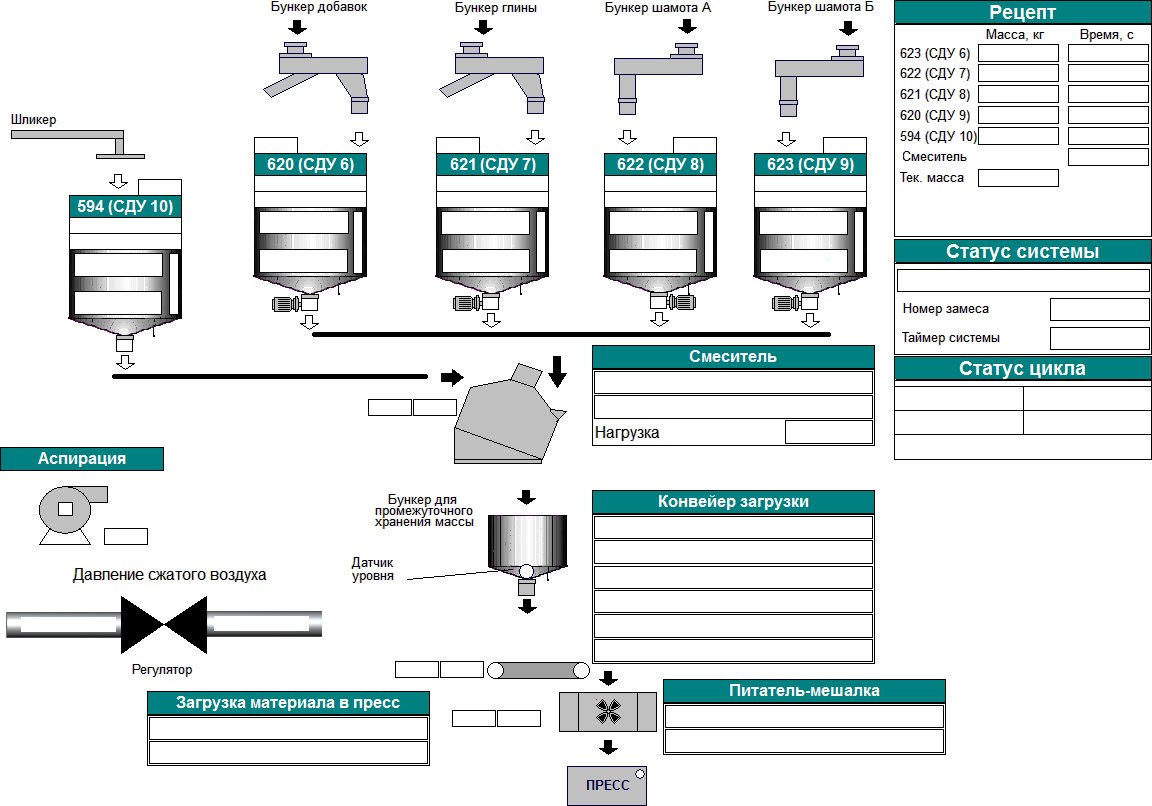 Бункер добавок
Бункер глины
Бункер шамота А
Бункер шамота Б
Шликер
594 (СДУ 10)
620 (СДУ 6)
621 (СДУ 7)
622 (СДУ 8)
623 (СДУ 9)
Рецепт
Масса, кг
Время, с
623 (СДУ 6)
622 (СДУ 7)
621 (СДУ 8)
620 (СДУ 9)
594 (СДУ 10)
Смеситель
Тек. масса
Статус системы
Номер замеса
Таймер системы
Статус цикла
Смеситель
Нагрузка
Аспирация
Бункер для
промежуточного
хранения массы
Датчик
уровня
Конвейер загрузки
Давление сжатого воздуха
Регулятор
Загрузка материала в пресс
Питатель-мешалка
ПРЕСС